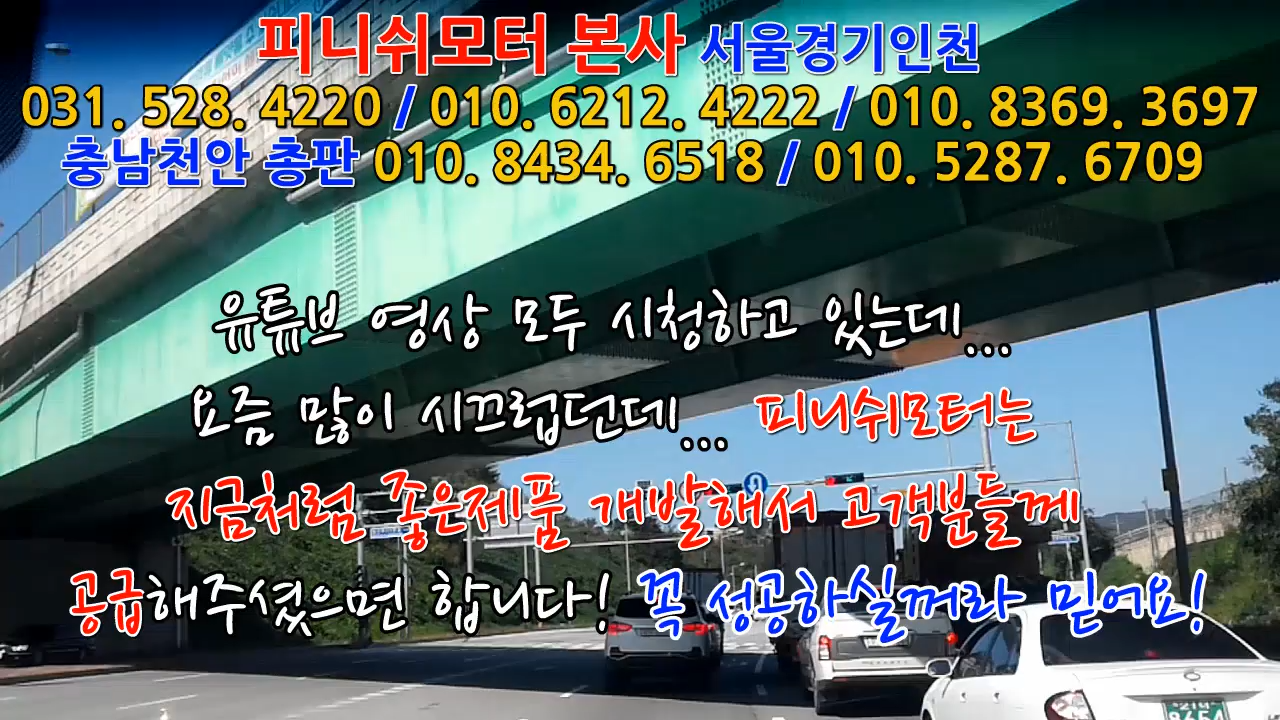 피니쉬모터 본사 서울경기인천
031. 528. 4220 / 010. 6212. 4222 / 010. 8369. 3697
충남천안 총판 010. 8434. 6518 / 010. 5287. 6709
유튜브 영상 모두 시청하고 있는데...
요즘 많이 시끄럽던데... 피니쉬모터는
지금처럼 좋은제품 개발해서 고객분들께
공급해주셨으면 합니다! 꼭 성공하실꺼라 믿어요!